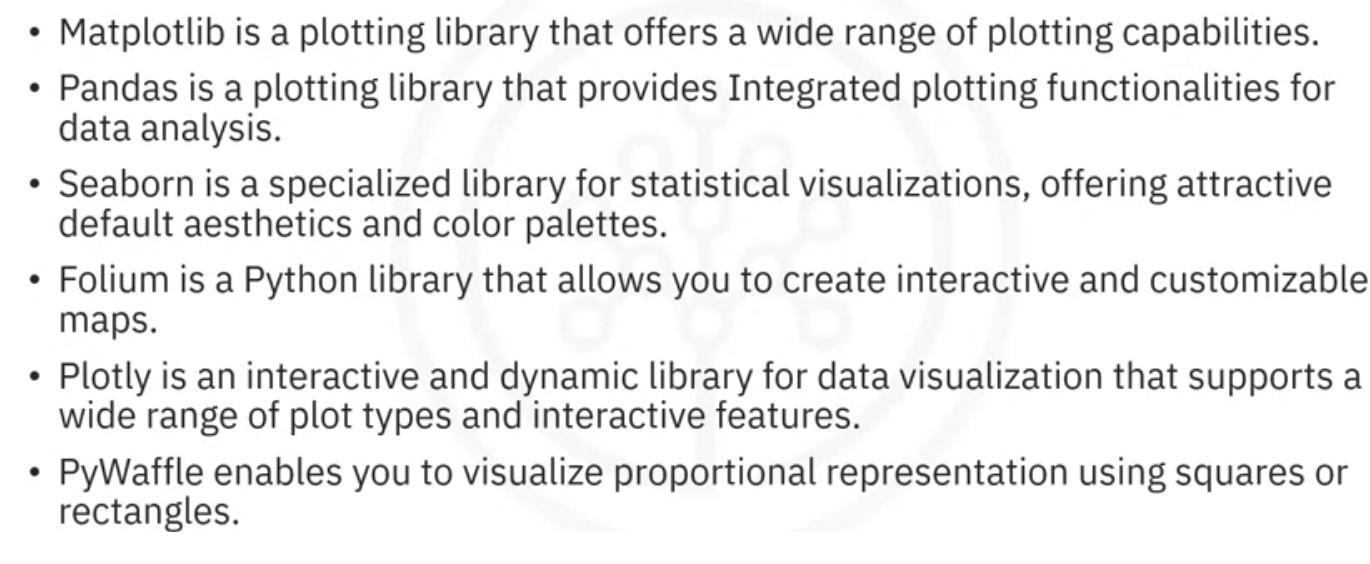 • Matplotlib is a plotting library that offers a wide range of plotting capabilities.
• Pandas is a plotting library that provides Integrated plotting functionalities for
data analysis.
• Seaborn is a specialized library for statistical visualizations, offering attractive
default aesthetics and color palettes.
• Folium is a Python library that allows you to create interactive and customizable
maps.
• Plotly is an interactive and dynamic library for data visualization that supports a
wide range of plot types and interactive features.
• PyWaffle enables you to visualize proportional representation using squares or
rectangles.